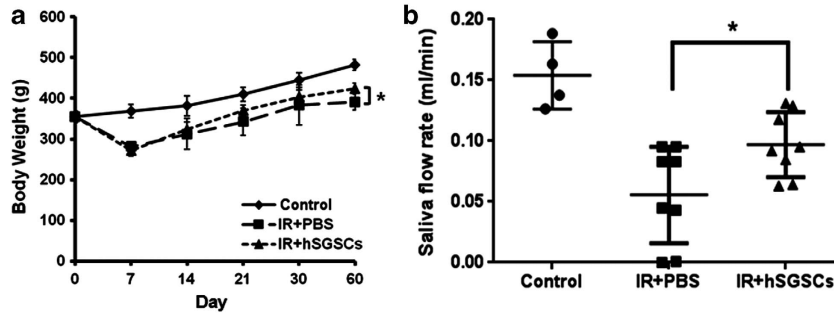 a
Body Weight (g)
600
500
400
300
200
100
0
0 7 14 21 30 60
Day
Control
IR+PBS
IR+hSGSCs
*
b
Saliva flow rate (ml/min)
0.20
0.15
0.10
0.05
0.00
*
Control IR+PBS IR+hSGSCs